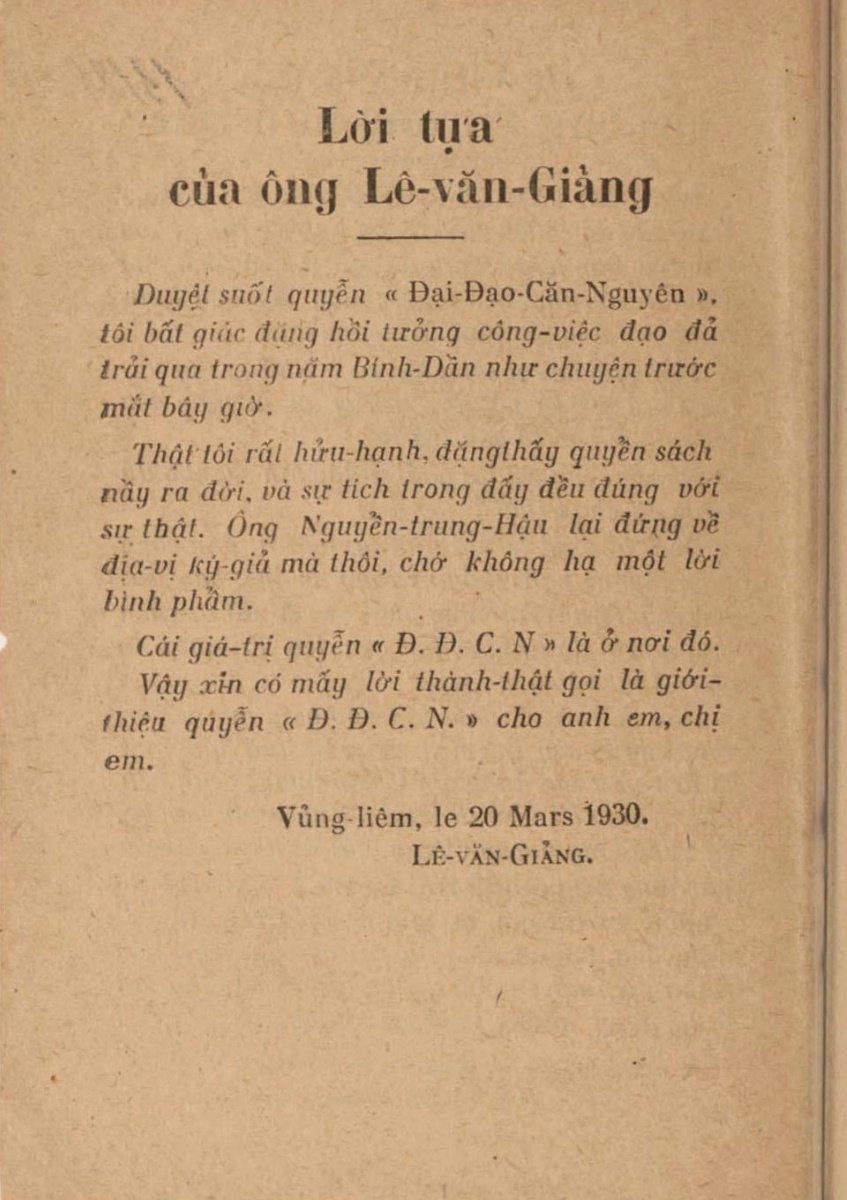 Lời tựa
của ông Lê-văn-Giảng
Duyệt suốt quyễn « Đại-Đạo-Căn-Nguyên »,
tôi bất giác đặng hồi tưởng công-việc đạo đả
trải qua trong năm Bính-Dần như chuyện trước
mắt bây giờ.
Thật tôi rất hửu-hạnh, đặngthấy quyễn sách
nầy ra đời, và sự tích trong đấy đều đúng với
sự thật. Ông Nguyễn-trung-Hậu lại đứng về
địa-vị ký-giả mà thôi, chớ không hạ một lời
bình phẫm.
Cái giá-trị quyễn « Đ. Đ. C. N » là ở nơi đó.
Vậy xin có mấy lời thành-thật gọi là giới-
thiệu quyễn « Đ. Đ. C. N. » cho anh em, chị
em.
Vủng-liêm, le 20 Mars 1930.
LÊ-VĂN-GIẢNG.